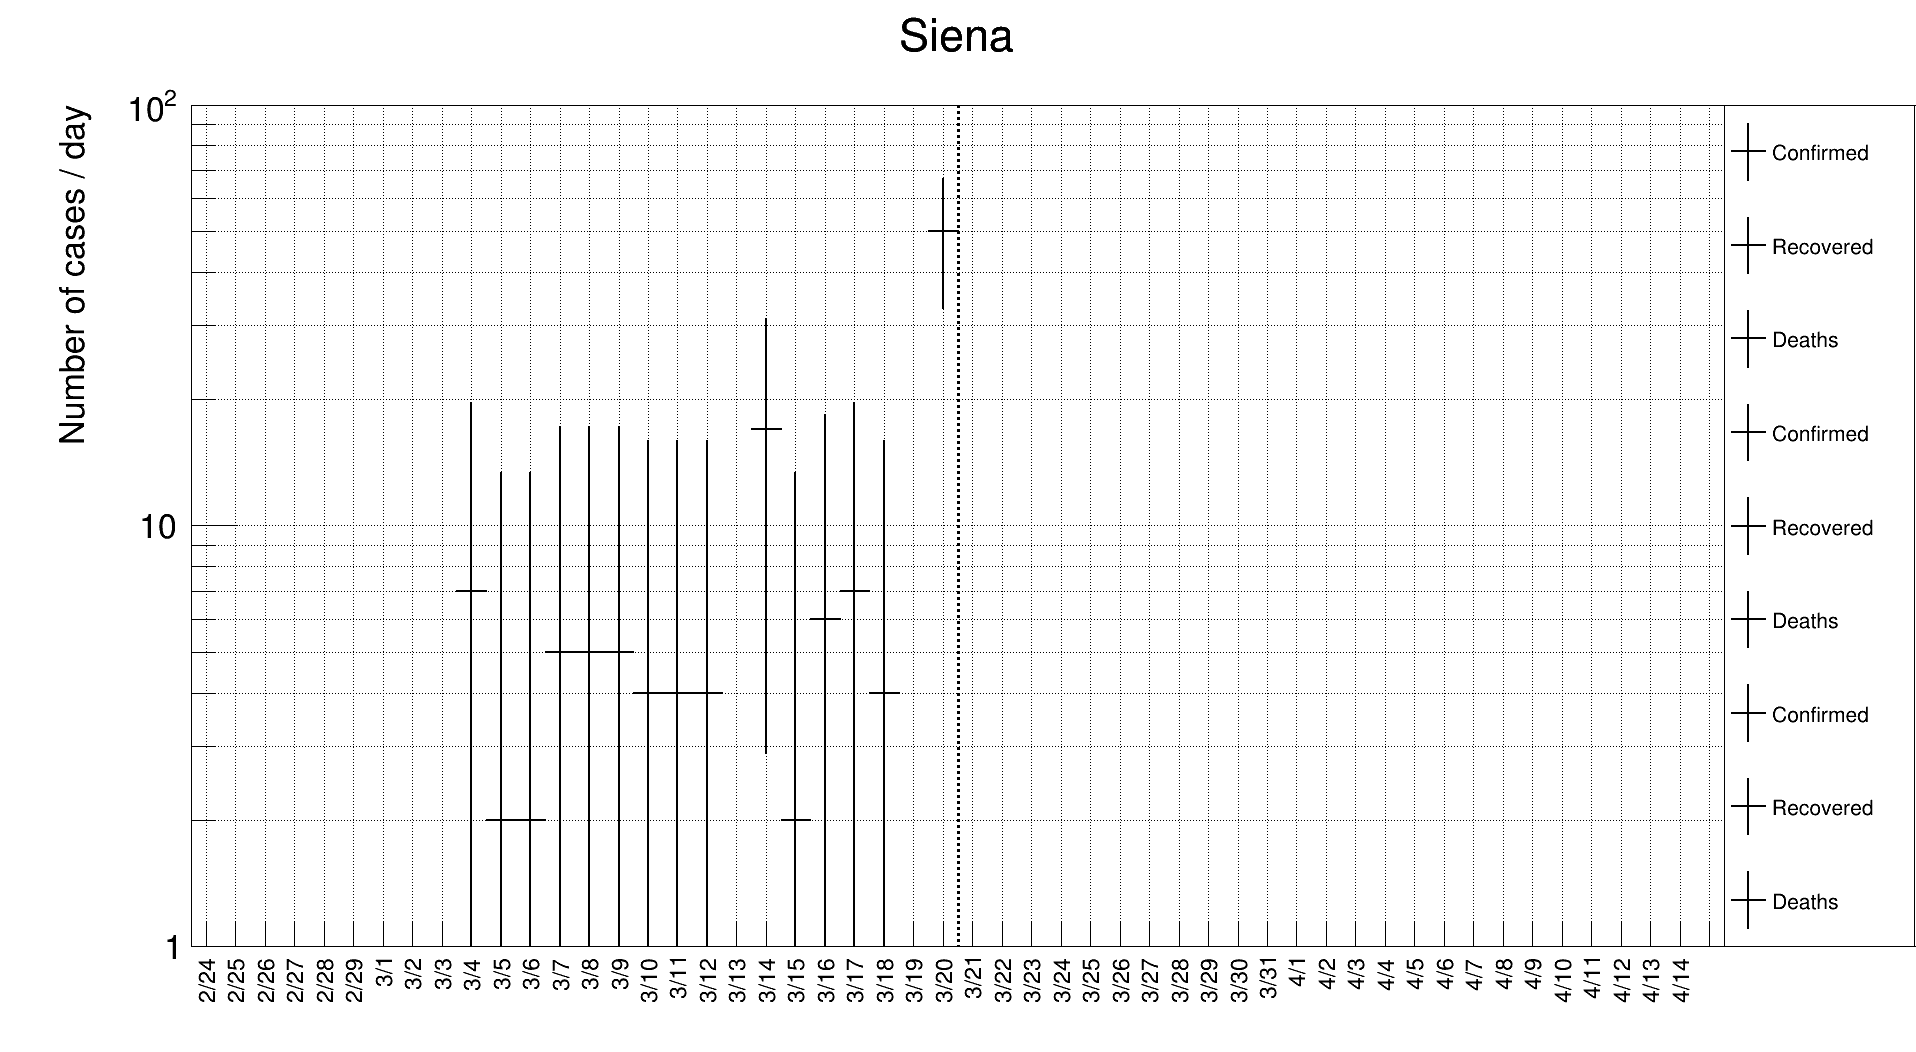 Siena
Number of cases / day
10²
10
1
2/24 2/25 2/26 2/27 2/28 2/29 3/1 3/2 3/3 3/4 3/5 3/6 3/7 3/8 3/9 3/10 3/11 3/12 3/13 3/14 3/15 3/16 3/17 3/18 3/19 3/20 3/21 3/22 3/23 3/24 3/25 3/26 3/27 3/28 3/29 3/30 3/31 4/1 4/2 4/3 4/4 4/5 4/6 4/7 4/8 4/9 4/10 4/11 4/12 4/13 4/14
Confirmed
Recovered
Deaths
Confirmed
Recovered
Deaths
Confirmed
Recovered
Deaths